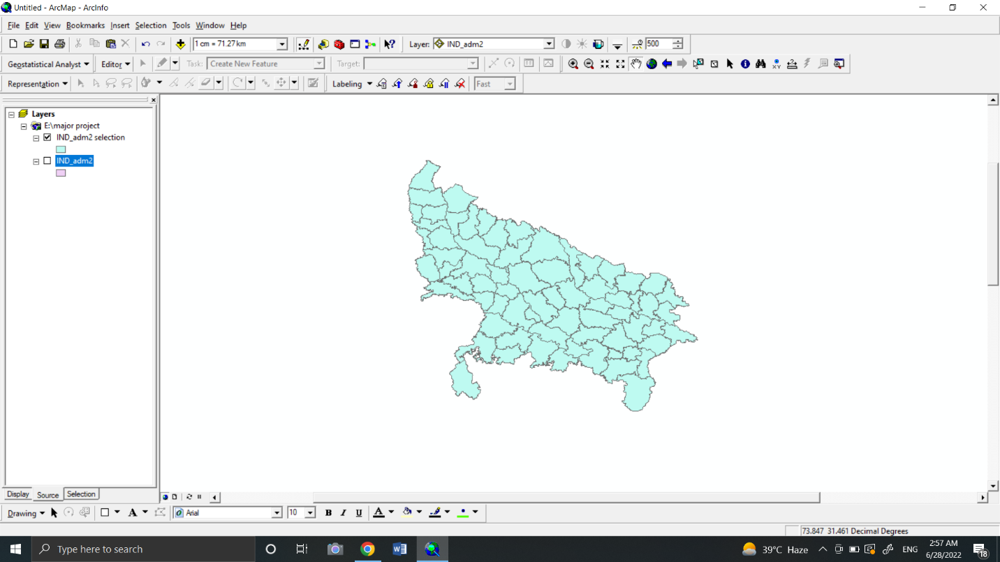 Untitled - ArcMap - ArcInfo
File Edit View Bookmarks Insert Selection Tools Window Help
1 cm = 71.27 km Layer: IND_adm2 500
Geostatistical Analyst Editor Task: Create New Feature Target:
Representation Labeling Fast
Layers
E:\major project
IND_adm2 selection
IND_adm2
Display Source Selection
Drawing A Arial 10 B I U A
73.847 31.461 Decimal Degrees
Type here to search 39°C Haze ENG 2:57 AM
6/28/2022
18